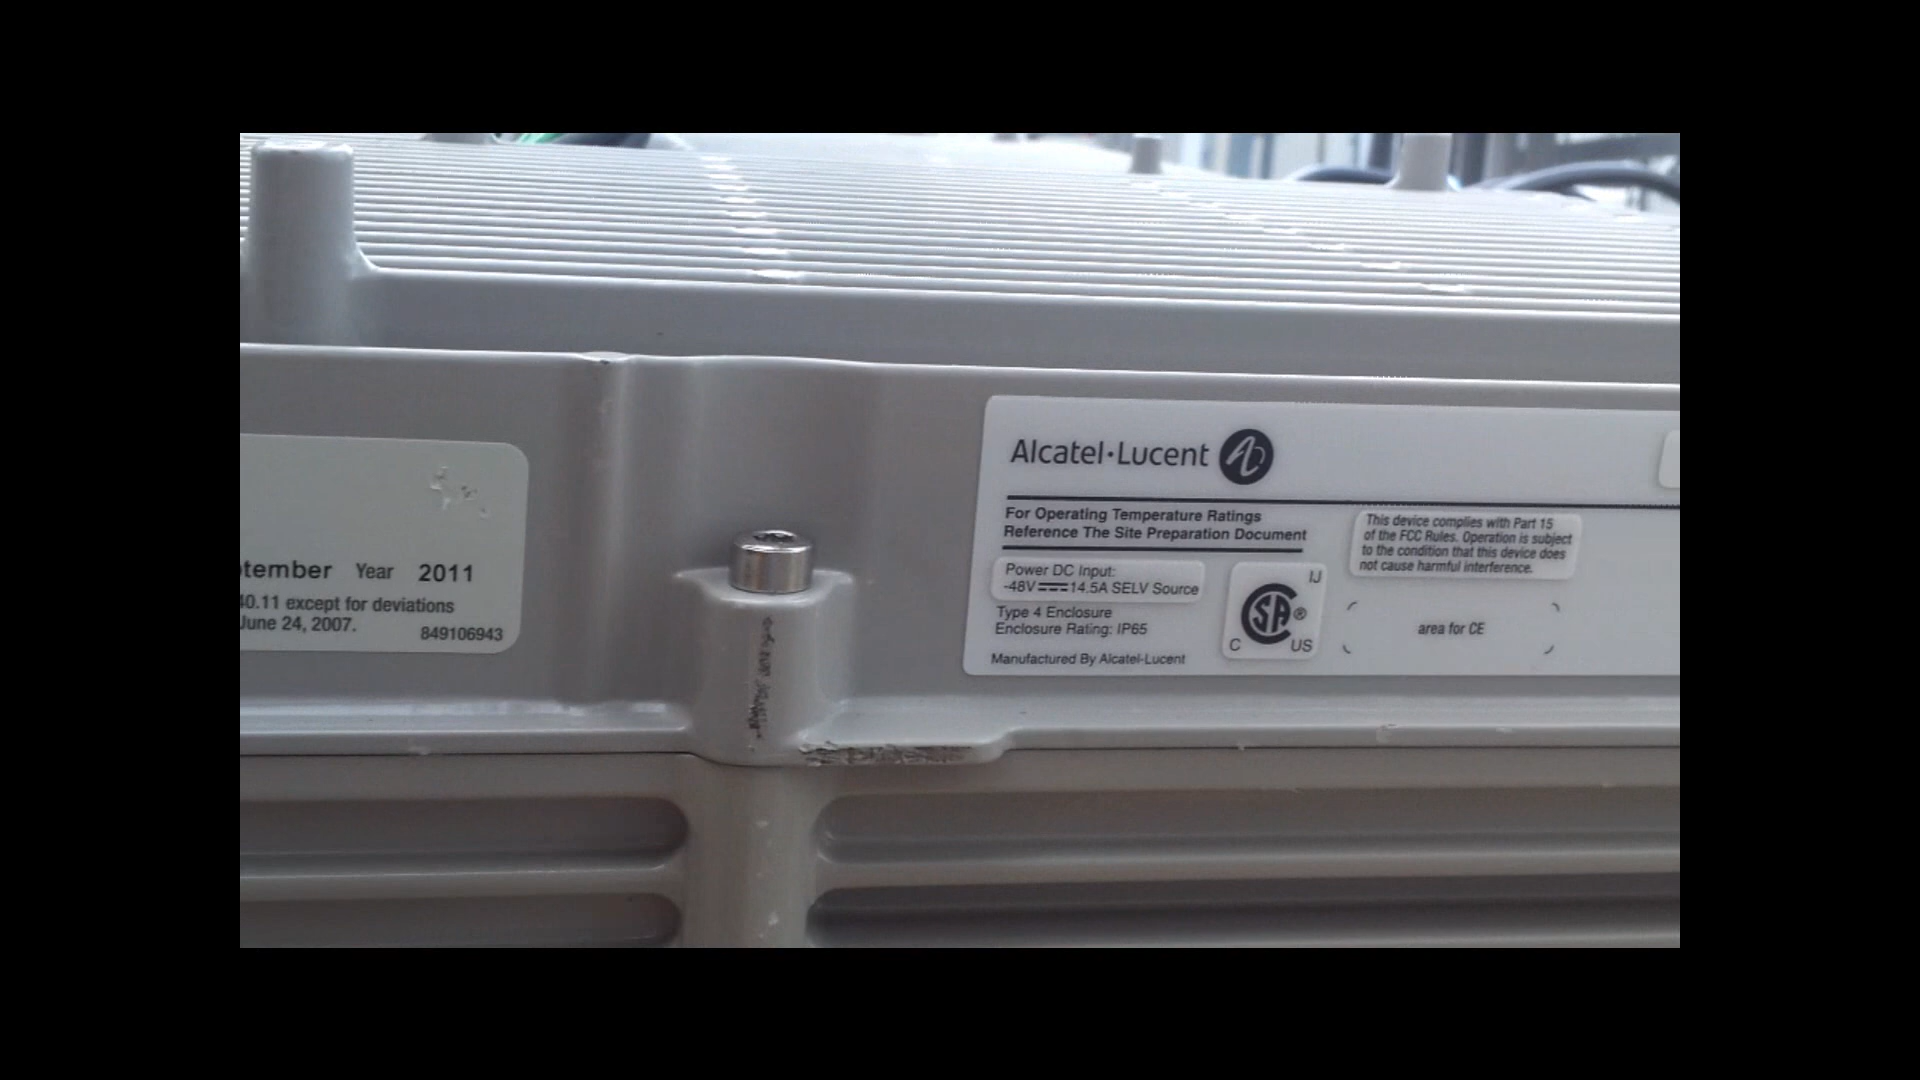 Year 2011
except for deviations
June 24, 2007.
849106943
Alcatel·Lucent
For Operating Temperature Ratings
Reference The Site Preparation Document
Power DC Input:
-48V 14.5A SELV Source
Type 4 Enclosure
Enclosure Rating: IP65
Manufactured By Alcatel-Lucent
IJ
SA ®
C US
This device complies with Part 15
of the FCC Rules. Operation is subject
to the condition that this device does
not cause harmful interference.
area for CE